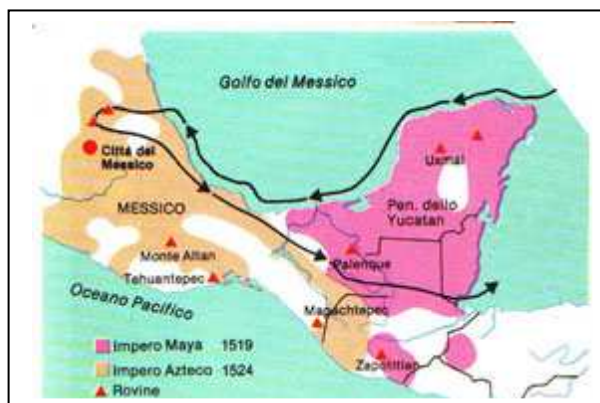 Golfo del Messico
Città del
Messico
Uxmal
Pen. dello
Yucatan
MESSICO
Monte Alban
Palenque
Tehuantepec
Oceano Pacifico
Zapotitlan
Impero Maya 1519
Impero Azteco 1524
Rovine